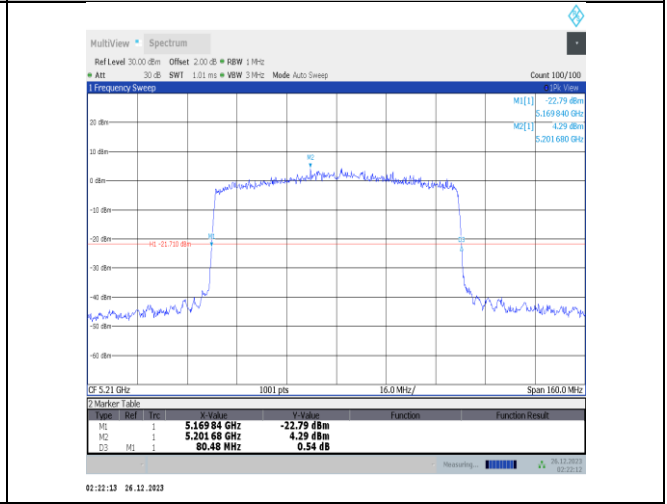 MultiView Spectrum
Ref Level 30.00 dBm Offset 2.00 dB RBW 1 MHz
Att 30 dB SWT 1.01 ms VBW 3 MHz Mode Auto Sweep Count 100/100
1 Frequency Sweep 1Pk View
M1[1] -22.79 dBm
5.169 840 GHz
20 dBm M2[1] 4.29 dBm
5.201 680 GHz
10 dBm
M2
0 dBm
-10 dBm
-20 dBm
M1
H1 -21.710 dBm
-30 dBm
-40 dBm
-50 dBm
-60 dBm
CF 5.21 GHz 1001 pts 16.0 MHz/ Span 160.0 MHz
2 Marker Table
Type Ref Trc X-Value Y-Value Function Function Result
M1 1 5.169 84 GHz -22.79 dBm
M2 1 5.201 68 GHz 4.29 dBm
D3 M1 1 80.48 MHz 0.54 dB
Measuring... 26.12.2023
02:22:12
02:22:13 26.12.2023